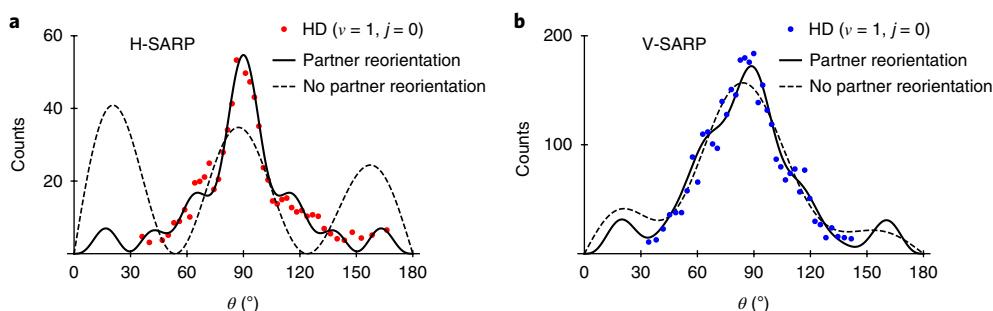 a
60
40
20
Counts
H-SARP
HD (v = 1, j = 0)
Partner reorientation
No partner reorientation
0 30 60 90 120 150 180
θ (°)
b
200
100
Counts
V-SARP
HD (v = 1, j = 0)
Partner reorientation
No partner reorientation
0 30 60 90 120 150 180
θ (°)